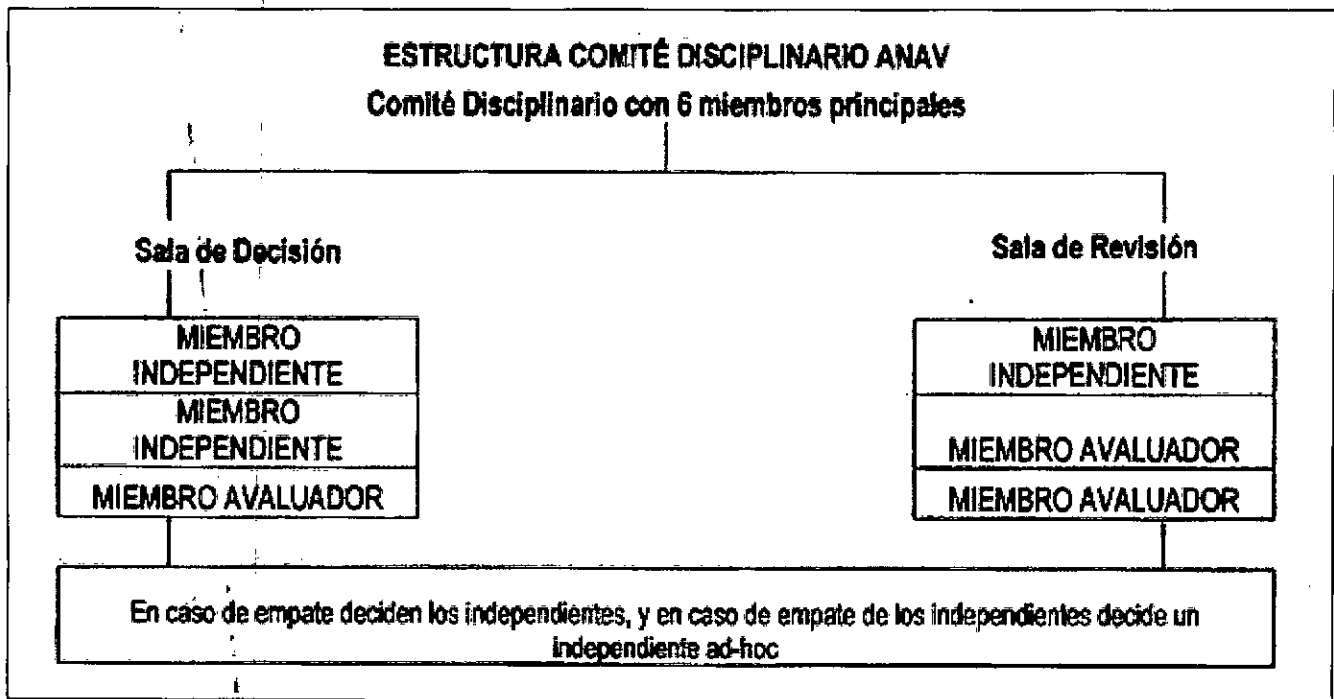 ESTRUCTURA COMITÉ DISCIPLINARIO ANAV
Comité Disciplinario con 6 miembros principales
Sala de Decisión
Sala de Revisión
MIEMBRO
INDEPENDIENTE
MIEMBRO
INDEPENDIENTE
MIEMBRO AVALUADOR
MIEMBRO
INDEPENDIENTE
MIEMBRO AVALUADOR
MIEMBRO AVALUADOR
En caso de empate deciden los independientes, y en caso de empate de los independientes decide un
independiente ad-hoc